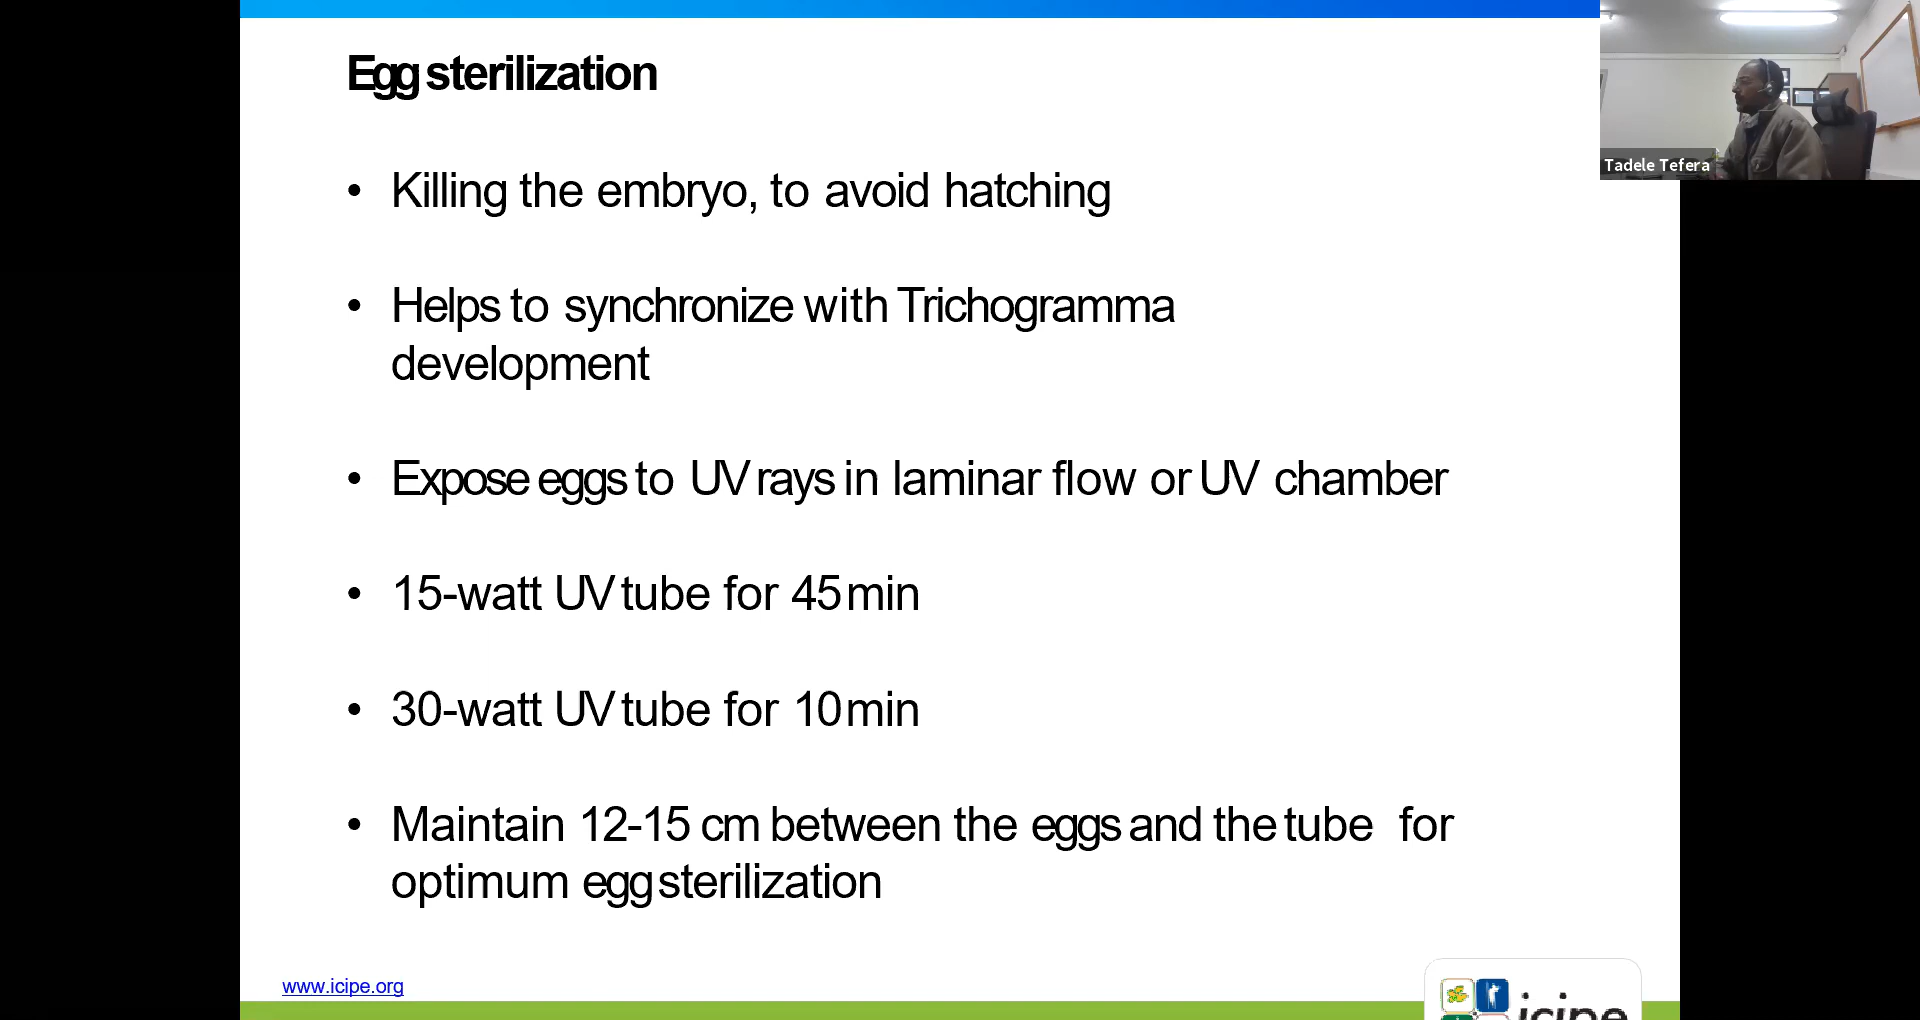 Egg sterilization
• Killing the embryo, to avoid hatching
• Helps to synchronize with Trichogramma
development
• Expose eggs to UV rays in laminar flow or UV chamber
• 15-watt UV tube for 45 min
• 30-watt UV tube for 10 min
• Maintain 12-15 cm between the eggs and the tube for
optimum egg sterilization
www.icipe.org
icipe
Tadele Tefera